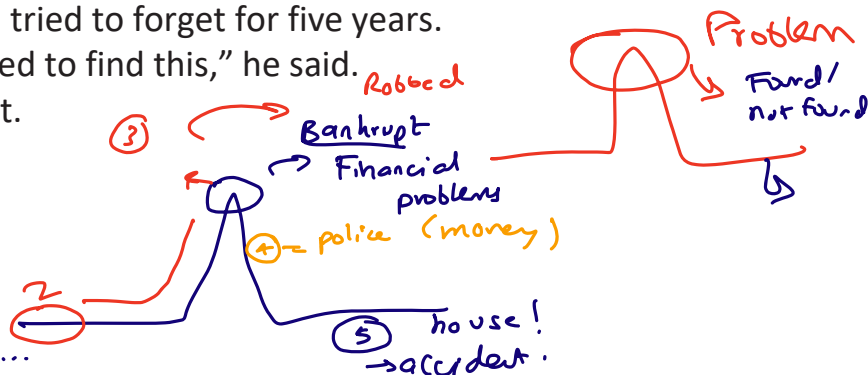 tried to forget for five years.
ed to find this,” he said.
t.
Problem
Found/
not found
Robbed
3
Bankrupt
Financial
problems
4 = police (money)
2
5
house!
→accident.
...